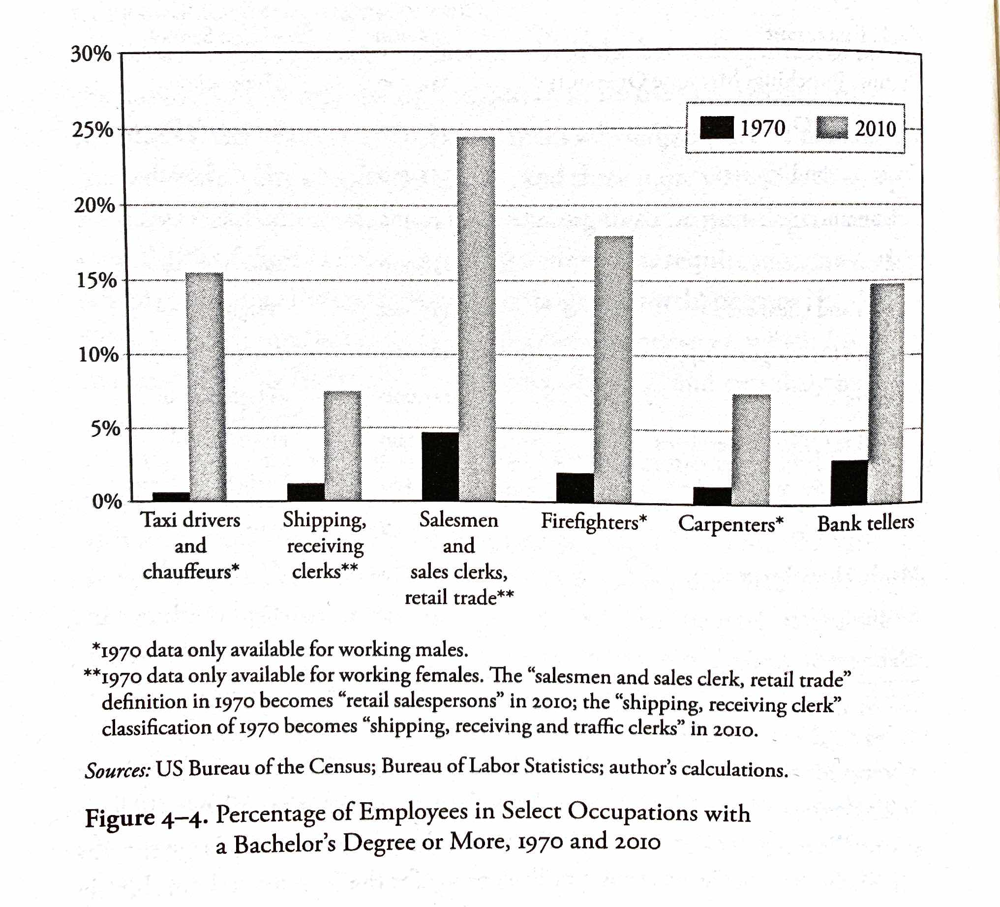 30%
25%
20%
15%
10%
5%
0%
1970 2010
Taxi drivers
and
chauffeurs*
Shipping,
receiving
clerks**
Salesmen
and
sales clerks,
retail trade**
Firefighters*
Carpenters*
Bank tellers
*1970 data only available for working males.
**1970 data only available for working females. The “salesmen and sales clerk, retail trade”
definition in 1970 becomes “retail salespersons” in 2010; the “shipping, receiving clerk”
classification of 1970 becomes “shipping, receiving and traffic clerks” in 2010.
Sources: US Bureau of the Census; Bureau of Labor Statistics; author’s calculations.
Figure 4–4. Percentage of Employees in Select Occupations with
a Bachelor’s Degree or More, 1970 and 2010